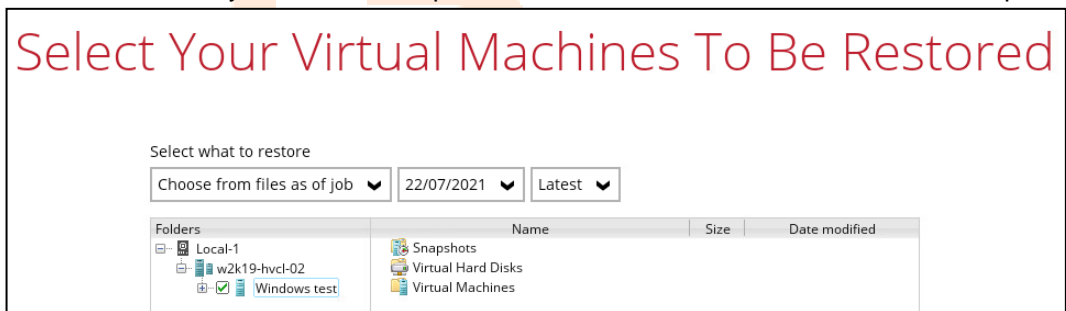 Select Your Virtual Machines To Be Restored
Select what to restore
Choose from files as of job 22/07/2021 Latest
Folders Name Size Date modified
Local-1 Snapshots
w2k19-hvcl-02 Virtual Hard Disks
Windows test Virtual Machines